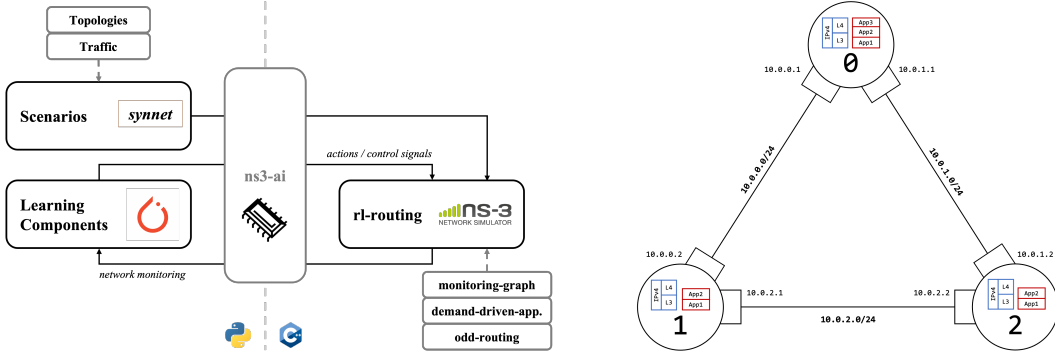 Topologies
Traffic
Scenarios
synnet
Learning
Components
ns3-ai
actions / control signals
rl-routing
ns-3
NETWORK SIMULATOR
network monitoring
monitoring-graph
demand-driven-app.
odd-routing
C++
IPv4
L4
L3
App3
App2
App1
0
10.0.0.1
10.0.1.1
10.0.0.0/24
10.0.1.0/24
10.0.0.2
10.0.1.2
IPv4
L4
L3
App2
App1
1
10.0.2.1
10.0.2.2
10.0.2.0/24
IPv4
L4
L3
App2
App1
2